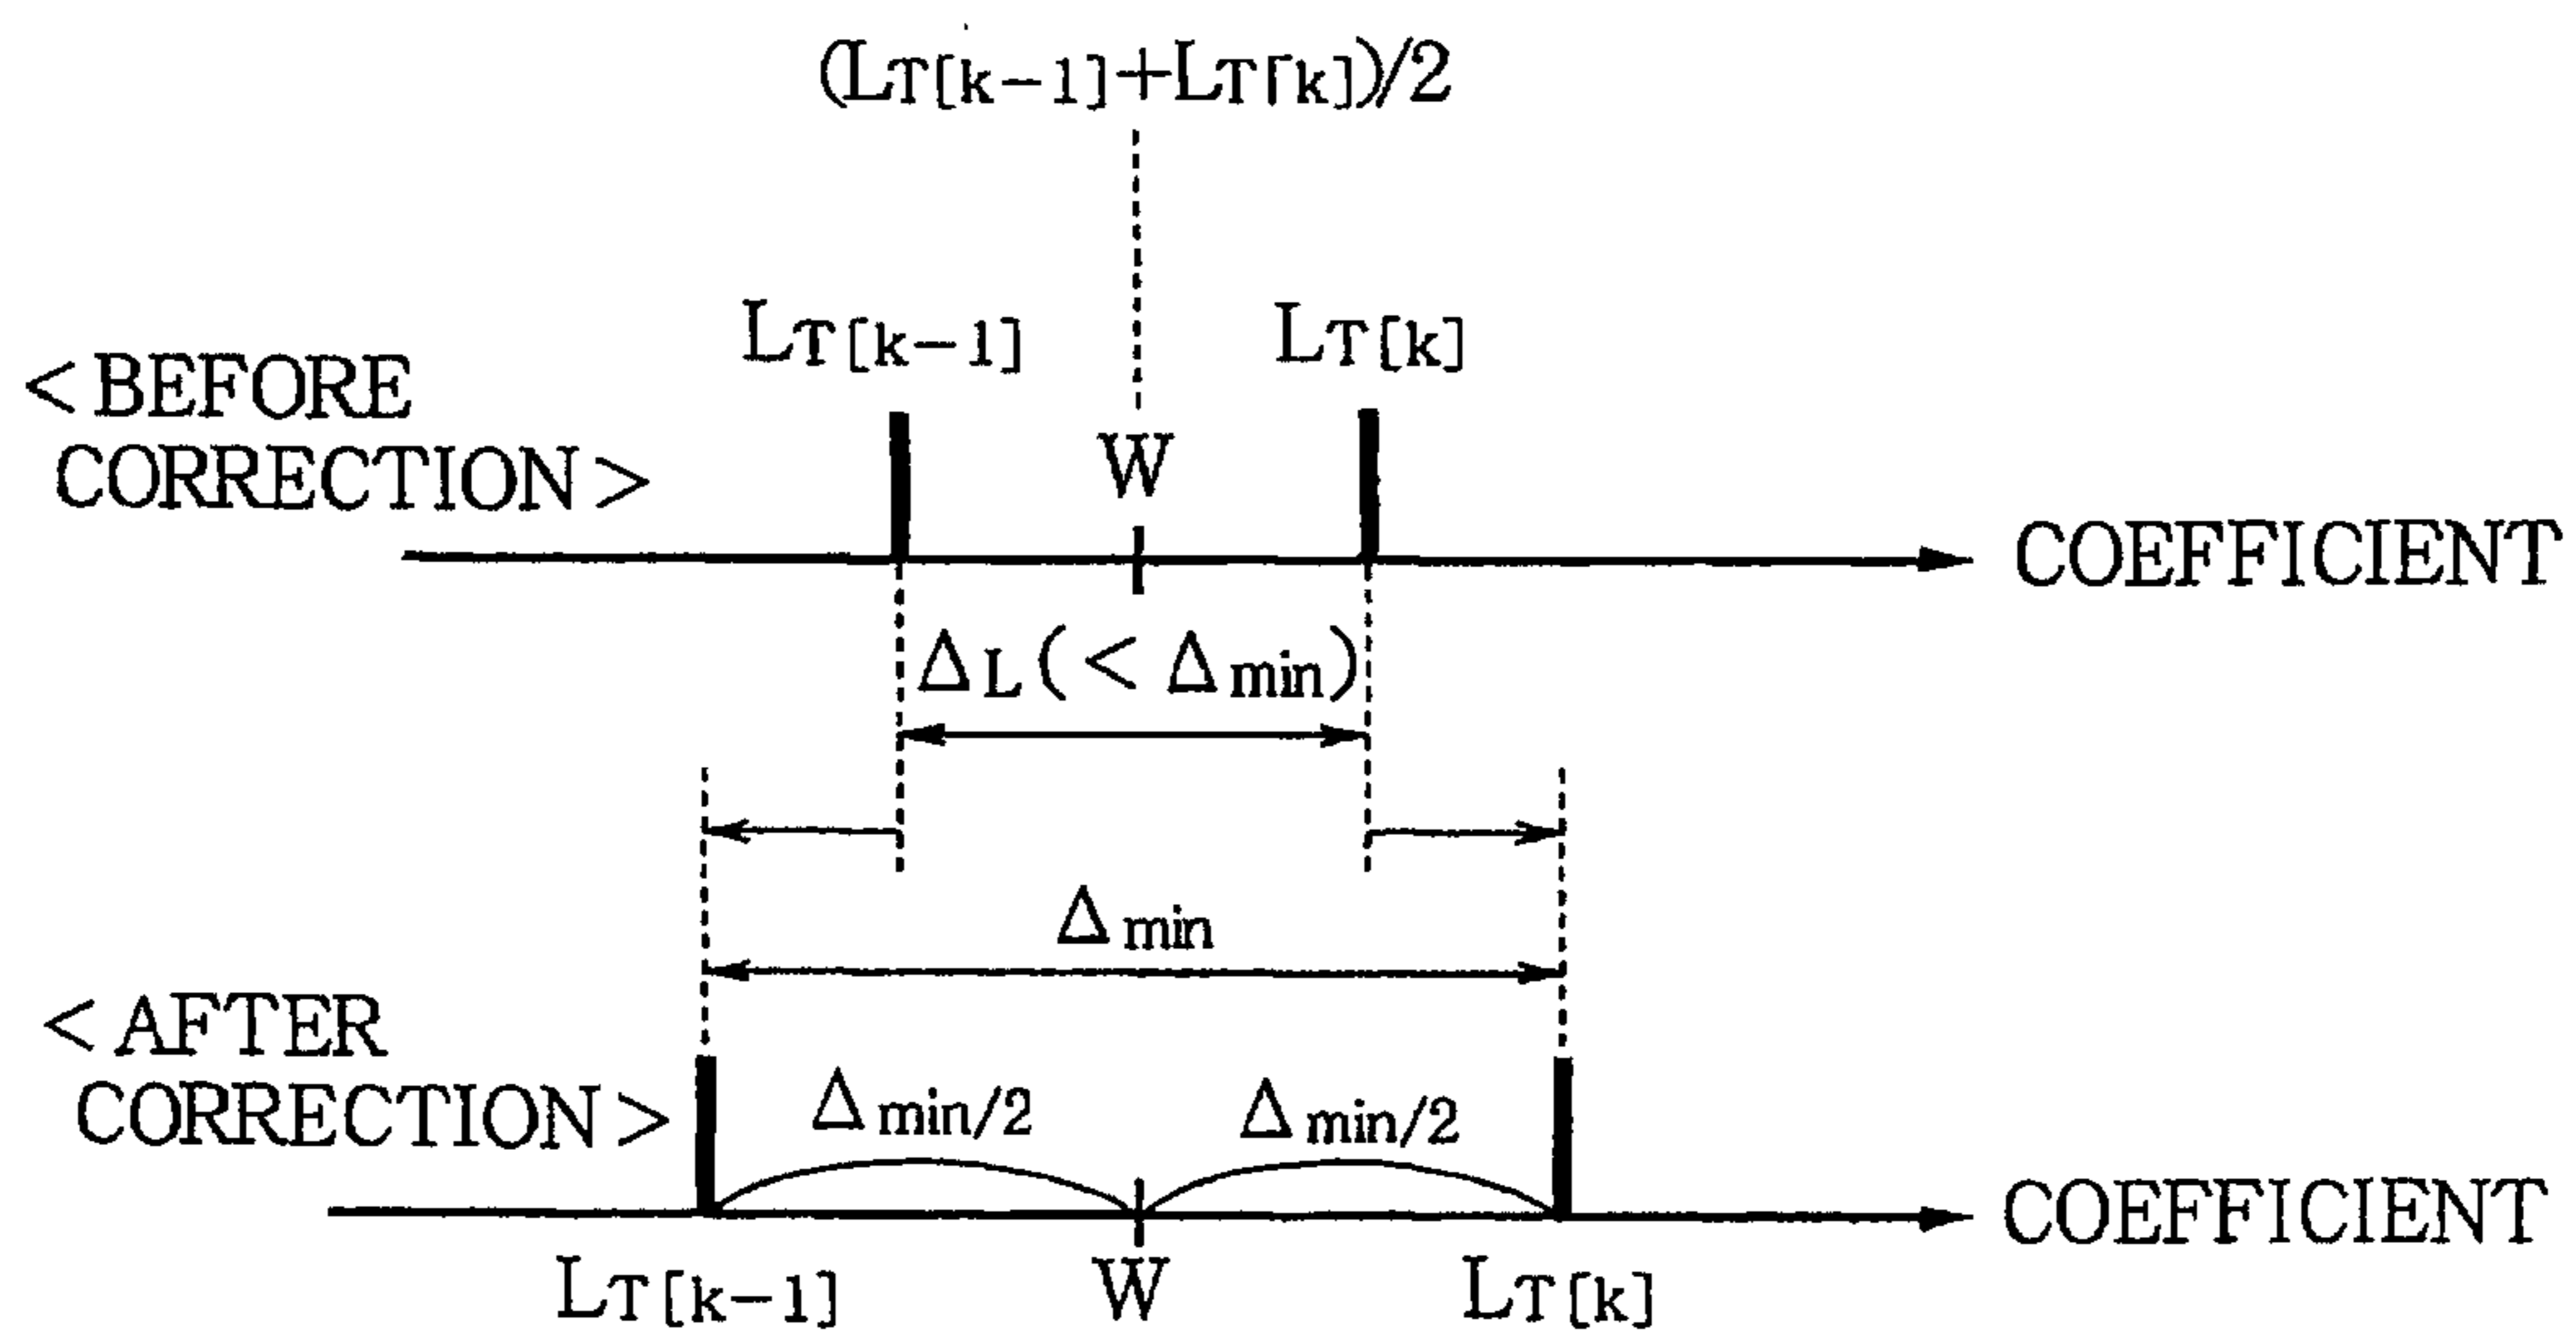 (LT[k-1]+LT[k])/2
LT[k-1]
LT[k]
<BEFORE
CORRECTION>
W
COEFFICIENT
ΔL(<Δmin)
Δmin
<AFTER
CORRECTION>
Δmin/2
Δmin/2
COEFFICIENT
LT[k-1]
W
LT[k]